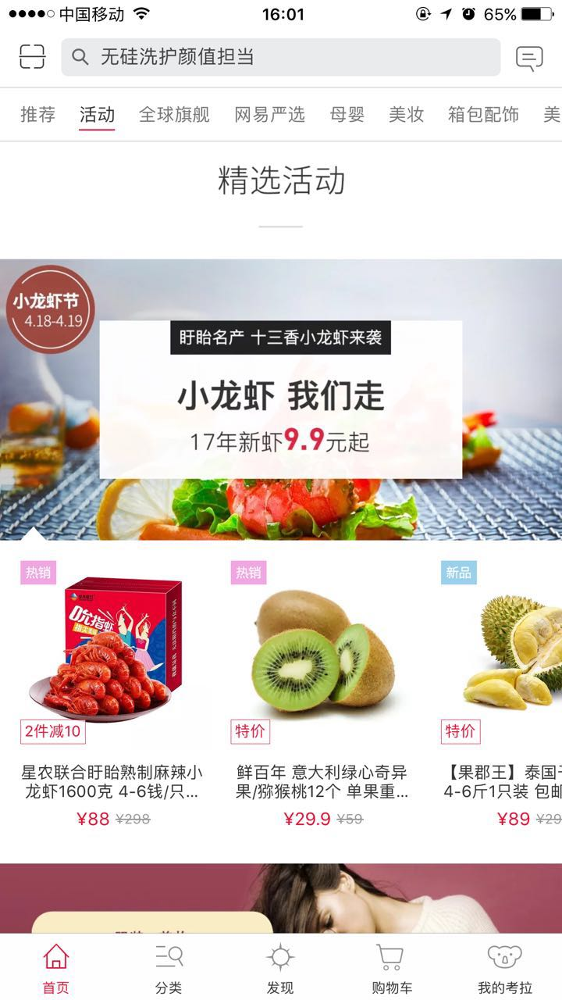 中国移动
16:01
65%
无硅洗护颜值担当
推荐
活动
全球旗舰
网易严选
母婴
美妆
箱包配饰
美
精选活动
小龙虾节
4.18-4.19
盱眙名产 十三香小龙虾来袭
小龙虾 我们走
17年新虾9.9元起
热销
吮指虾
2件减10
星农联合盱眙熟制麻辣小
龙虾1600克 4-6钱/只...
¥88 ¥298
热销
特价
鲜百年 意大利绿心奇异
果/猕猴桃12个 单果重...
¥29.9 ¥59
新品
特价
【果郡王】泰国
4-6斤1只装 包邮
¥89 ¥29
首页
分类
发现
购物车
我的考拉